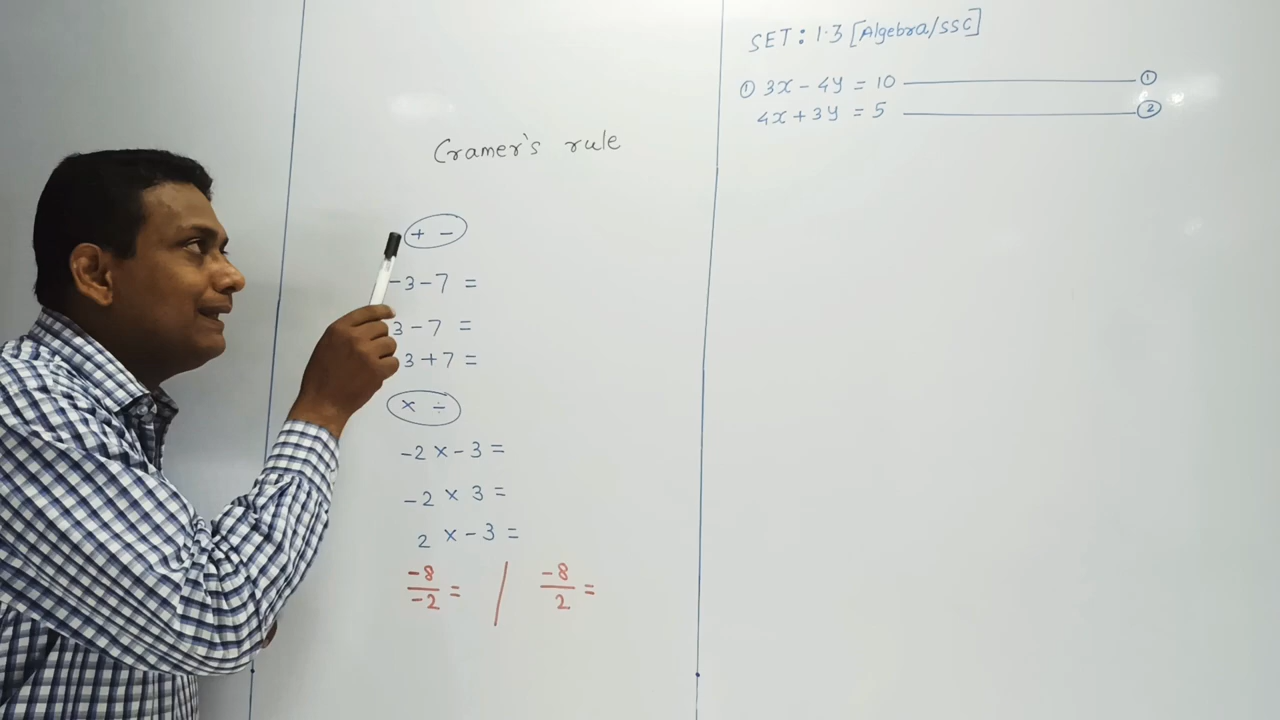 Cramer's rule
+ -
-3-7 =
3-7 =
3+7 =
× ÷
-2 × -3 =
-2 × 3 =
2 × -3 =
-8/-2 = / -8/2 =
SET: 1.3 [Algebra/SSC]
① 3x - 4y = 10 ①
4x + 3y = 5 ②